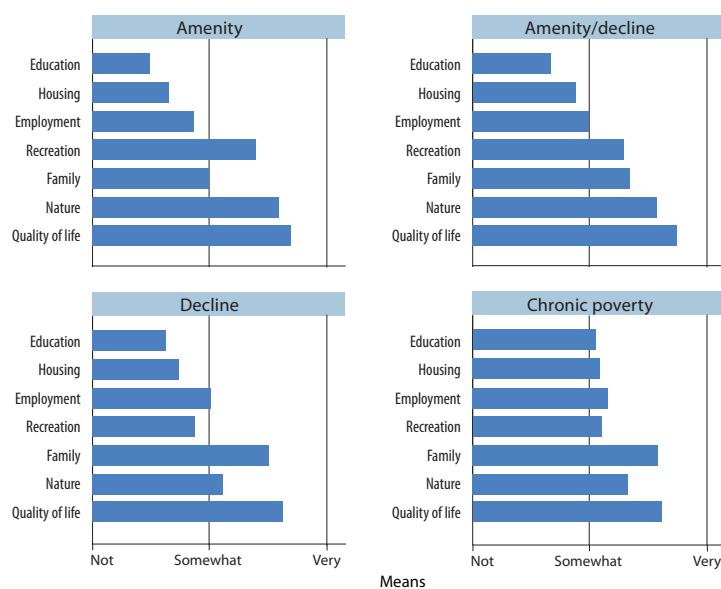 Amenity
Education
Housing
Employment
Recreation
Family
Nature
Quality of life
Amenity/decline
Education
Housing
Employment
Recreation
Family
Nature
Quality of life
Decline
Education
Housing
Employment
Recreation
Family
Nature
Quality of life
Not Somewhat Very
Chronic poverty
Education
Housing
Employment
Recreation
Family
Nature
Quality of life
Not Somewhat Very
Means